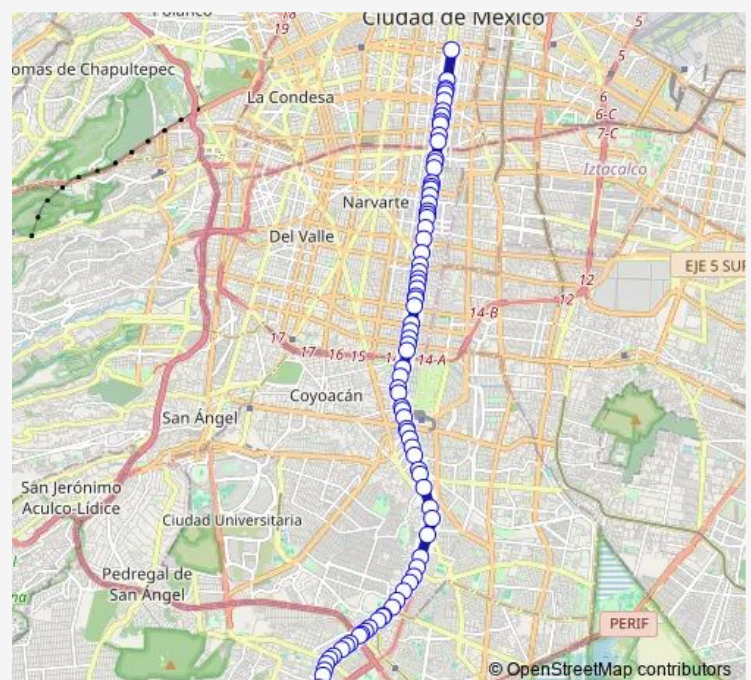 Ciudad de México
19
5
5
omas de Chapultepec
La Condesa
6
6-C
7-C
Iztacalco
Narvarte
Del Valle
EJE 5 SUR
12
12
14-B
17
17 16 15
14-A
Coyoacán
San Ángel
San Jerónimo
Aculco-Lídice
Ciudad Universitaria
Pedregal de
San Ángel
PERIF
© OpenStreetMap contributors